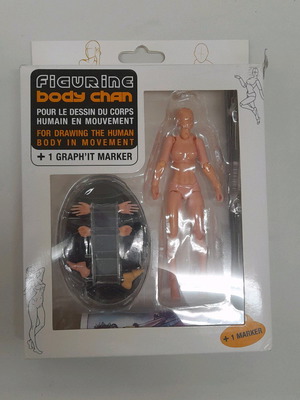 FIGURINE
body chan
POUR LE DESSIN DU CORPS
HUMAIN EN MOUVEMENT
FOR DRAWING THE HUMAN
BODY IN MOVEMENT
+ 1 GRAPH'IT MARKER
+ 1 MARKER